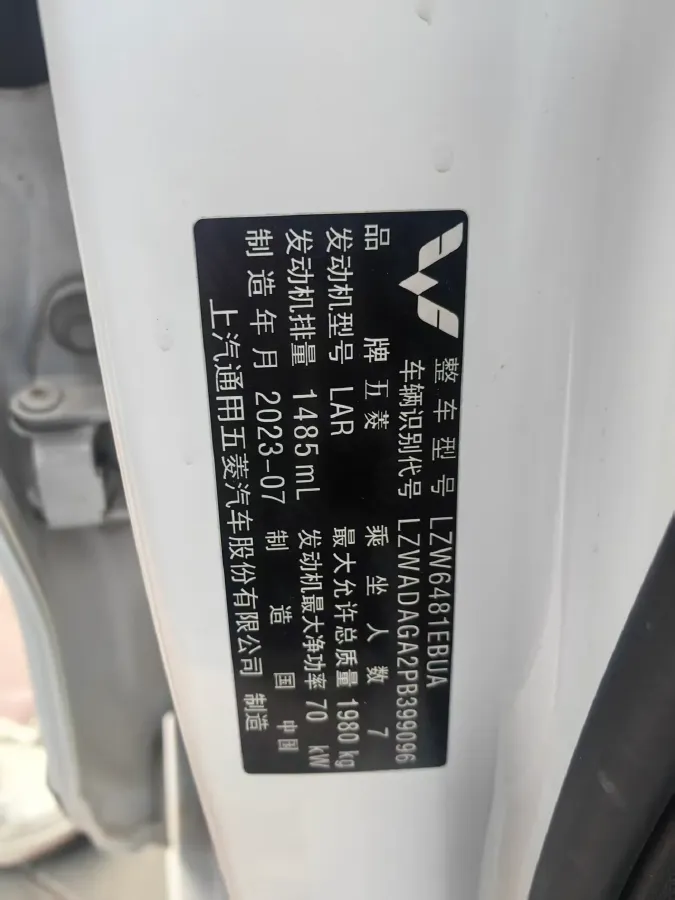 整车型号 LZW6481EBUA
车辆识别代号 LZWADAGA2PB399096
品牌 五菱 乘坐人数 7
发动机型号 LAR 最大允许总质量 1980 kg
发动机排量 1485mL 发动机最大净功率 70 kW
制造年月 2023-07 制造国 中国
上汽通用五菱汽车股份有限公司 制造